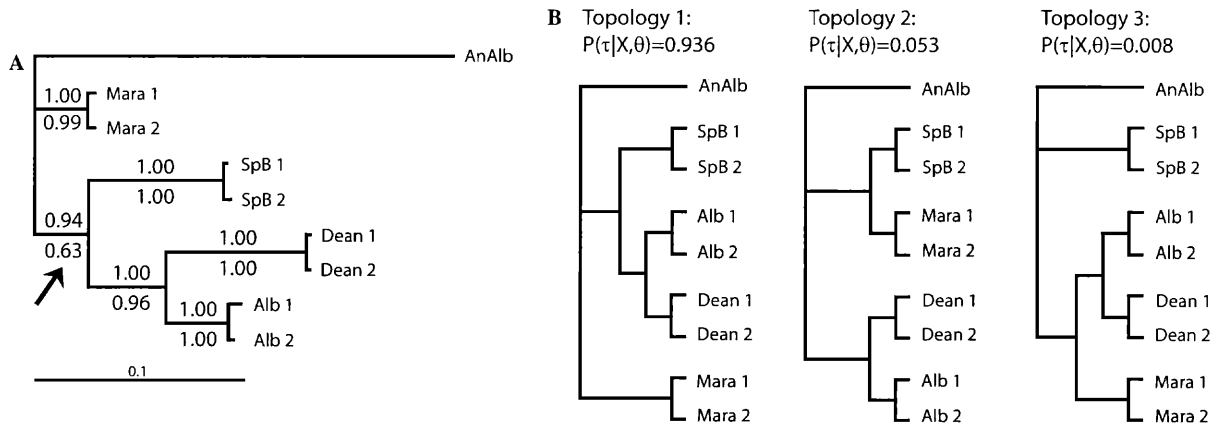 A
AnAlb
1.00
Mara 1
0.99
Mara 2
1.00
SpB 1
1.00
SpB 2
0.94
0.63
1.00
Dean 1
1.00
Dean 2
1.00
0.96
1.00
Alb 1
1.00
Alb 2
0.1
B
Topology 1:
P(τ|X,θ)=0.936
AnAlb
SpB 1
SpB 2
Alb 1
Alb 2
Dean 1
Dean 2
Mara 1
Mara 2
Topology 2:
P(τ|X,θ)=0.053
AnAlb
SpB 1
SpB 2
Mara 1
Mara 2
Dean 1
Dean 2
Alb 1
Alb 2
Topology 3:
P(τ|X,θ)=0.008
AnAlb
SpB 1
SpB 2
Alb 1
Alb 2
Dean 1
Dean 2
Mara 1
Mara 2